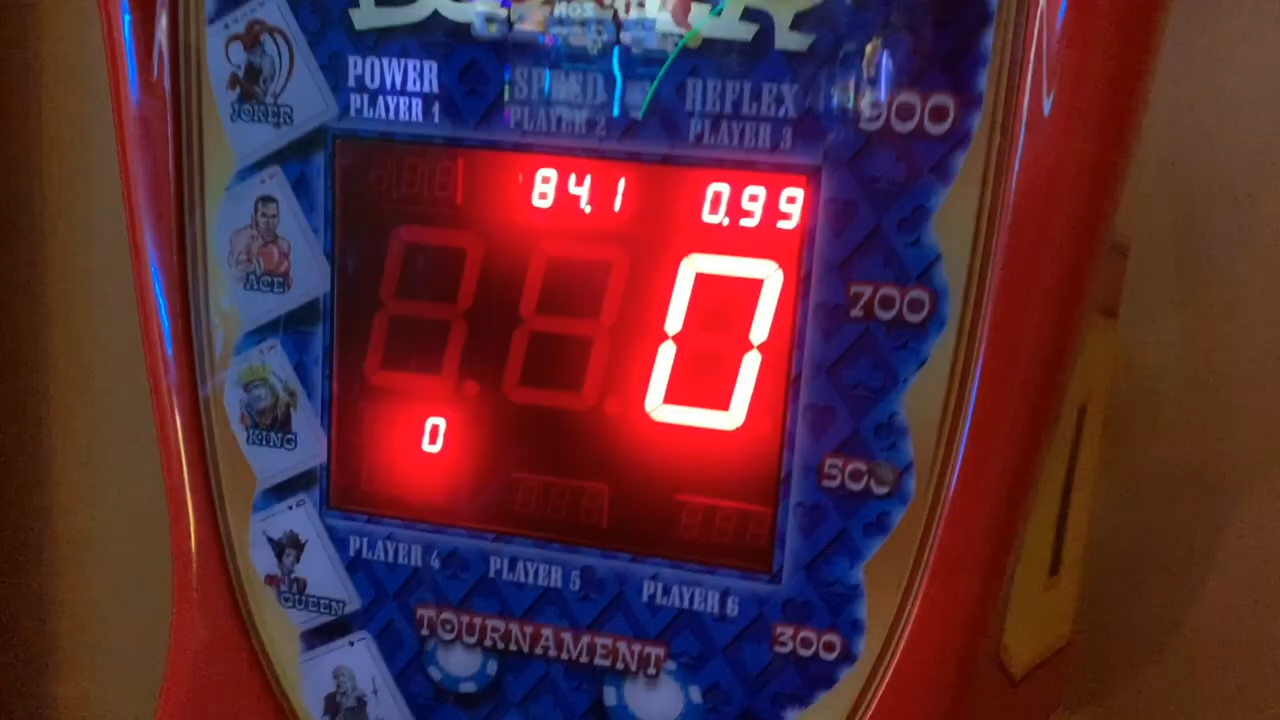 JOKER
POWER SPEED REFLEX
PLAYER 1 PLAYER 2 PLAYER 3
900
84.1 0.99
ACE
0
700
KING
0
500
QUEEN
PLAYER 4 PLAYER 5 PLAYER 6
TOURNAMENT
300